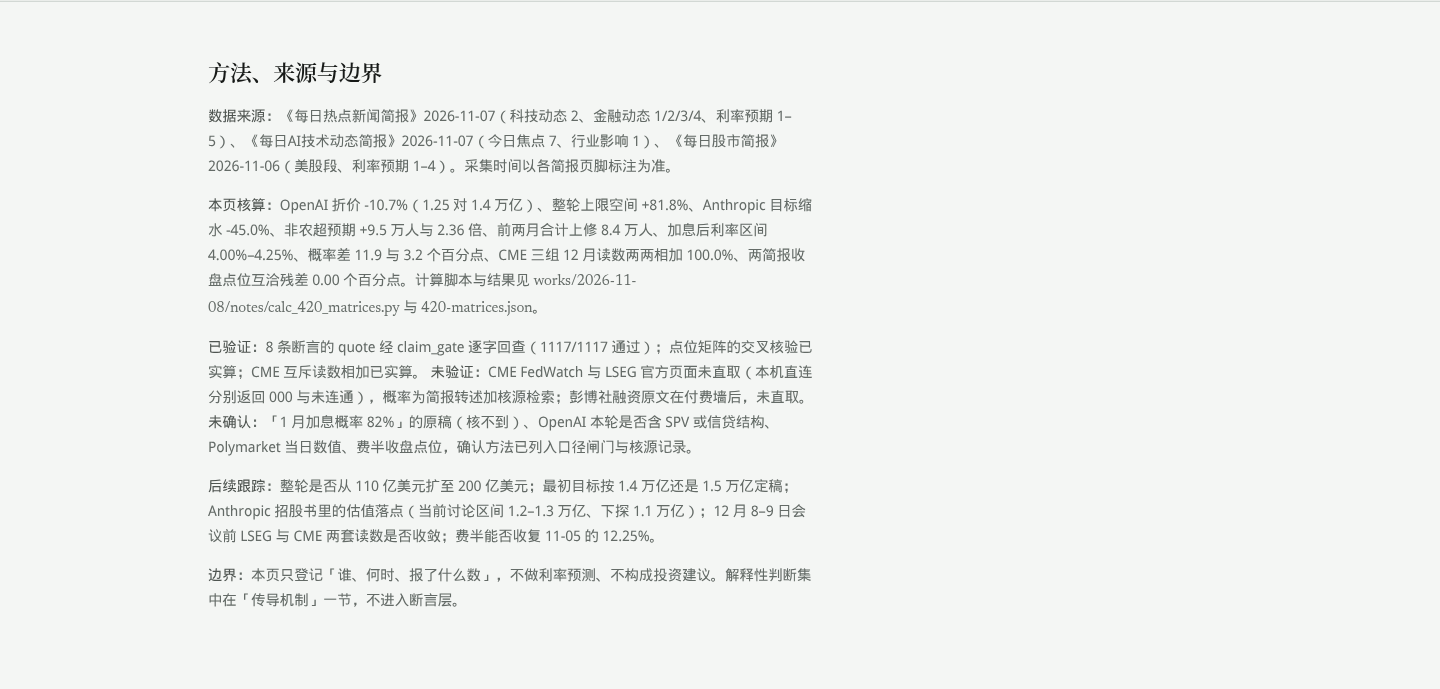 方法、来源与边界
数据来源：《每日热点新闻简报》2026-11-07（科技动态 2、金融动态 1/2/3/4、利率预期 1–
5）、《每日AI技术动态简报》2026-11-07（今日焦点 7、行业影响 1）、《每日股市简报》
2026-11-06（美股段、利率预期 1–4）。采集时间以各简报页脚标注为准。
本页核算：OpenAI 折价 -10.7%（1.25 对 1.4 万亿）、整轮上限空间 +81.8%、Anthropic 目标缩
水 -45.0%、非农超预期 +9.5 万人与 2.36 倍、前两月合计上修 8.4 万人、加息后利率区间
4.00%–4.25%、概率差 11.9 与 3.2 个百分点、CME 三组 12 月读数两两相加 100.0%、两简报收
盘点位互洽残差 0.00 个百分点。计算脚本与结果见 works/2026-11-
08/notes/calc_420_matrices.py 与 420-matrices.json。
已验证：8 条断言的 quote 经 claim_gate 逐字回查（1117/1117 通过）；点位矩阵的交叉核验已
实算；CME 互斥读数相加已实算。 未验证：CME FedWatch 与 LSEG 官方页面未直取（本机直连
分别返回 000 与未连通），概率为简报转述加核源检索；彭博社融资原文在付费墙后，未直取。
未确认：「1 月加息概率 82%」的原稿（核不到）、OpenAI 本轮是否含 SPV 或信贷结构、
Polymarket 当日数值、费半收盘点位，确认方法已列入口径闸门与核源记录。
后续跟踪：整轮是否从 110 亿美元扩至 200 亿美元；最初目标按 1.4 万亿还是 1.5 万亿定稿；
Anthropic 招股书里的估值落点（当前讨论区间 1.2–1.3 万亿、下探 1.1 万亿）；12 月 8–9 日会
议前 LSEG 与 CME 两套读数是否收敛；费半能否收复 11-05 的 12.25%。
边界：本页只登记「谁、何时、报了什么数」，不做利率预测、不构成投资建议。解释性判断集
中在「传导机制」一节，不进入断言层。